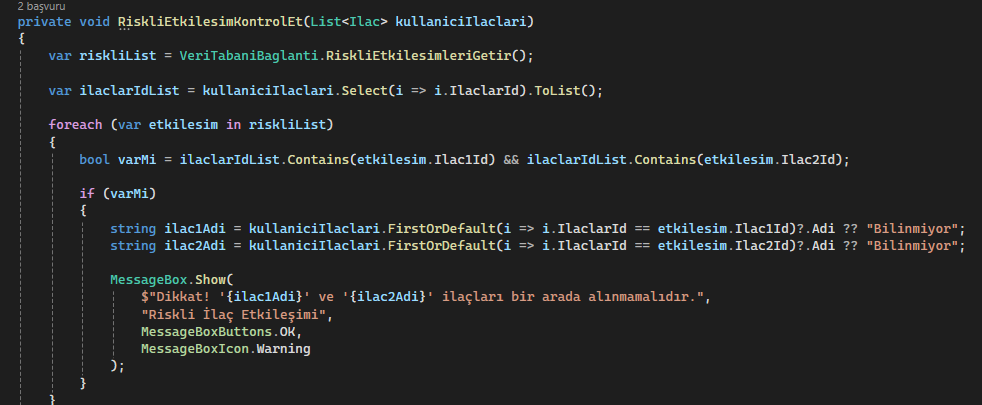 2 başvuru
private void RiskliEtkilesimKontrolEt(List<Ilac> kullaniciIlaclari)
{
var riskliList = VeriTabaniBaglanti.RiskliEtkilesimleriGetir();
var ilaclarIdList = kullaniciIlaclari.Select(i => i.IlaclarId).ToList();
foreach (var etkilesim in riskliList)
{
bool varMi = ilaclarIdList.Contains(etkilesim.Ilac1Id) && ilaclarIdList.Contains(etkilesim.Ilac2Id);
if (varMi)
{
string ilac1Adi = kullaniciIlaclari.FirstOrDefault(i => i.IlaclarId == etkilesim.Ilac1Id)?.Adi ?? "Bilinmiyor";
string ilac2Adi = kullaniciIlaclari.FirstOrDefault(i => i.IlaclarId == etkilesim.Ilac2Id)?.Adi ?? "Bilinmiyor";
MessageBox.Show(
$"Dikkat! '{ilac1Adi}' ve '{ilac2Adi}' ilaçları bir arada alınmamalıdır.",
"Riskli İlaç Etkileşimi",
MessageBoxButtons.OK,
MessageBoxIcon.Warning
);
}
}